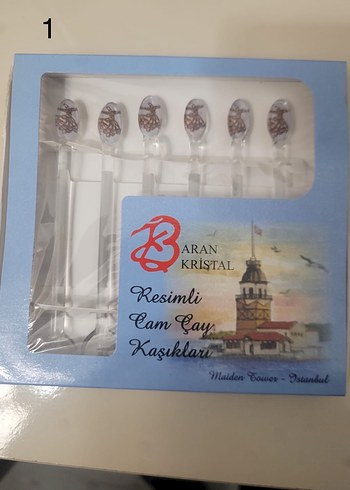 1
BARAN
KRİSTAL
Resimli
Cam Çay
Kaşıkları
Maiden Tower - İstanbul